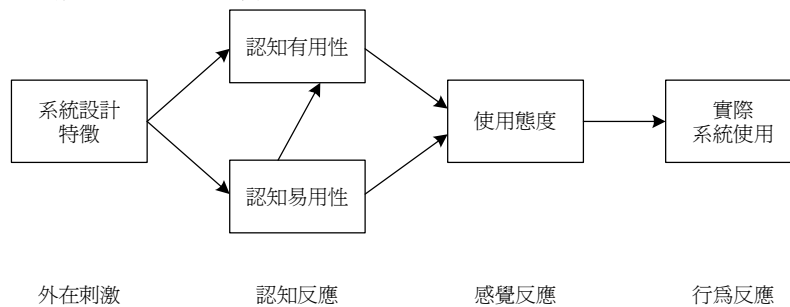 認知有用性
系統設計
特徵
使用態度
實際
系統使用
認知易用性
外在刺激
認知反應
感覺反應
行爲反應